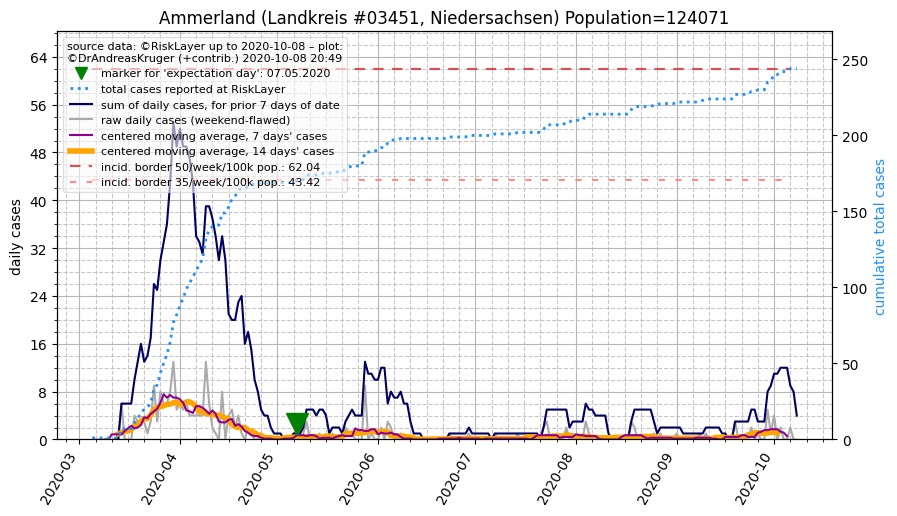 Ammerland (Landkreis #03451, Niedersachsen) Population=124071
source data: ©RiskLayer up to 2020-10-08 – plot:
©DrAndreasKruger (+contrib.) 2020-10-08 20:49
marker for 'expectation day': 07.05.2020
total cases reported at RiskLayer
sum of daily cases, for prior 7 days of date
raw daily cases (weekend-flawed)
centered moving average, 7 days' cases
centered moving average, 14 days' cases
incid. border 50/week/100k pop.: 62.04
incid. border 35/week/100k pop.: 43.42
daily cases
64
56
48
40
32
24
16
8
0
cumulative total cases
250
200
150
100
50
0
2020-03
2020-04
2020-05
2020-06
2020-07
2020-08
2020-09
2020-10